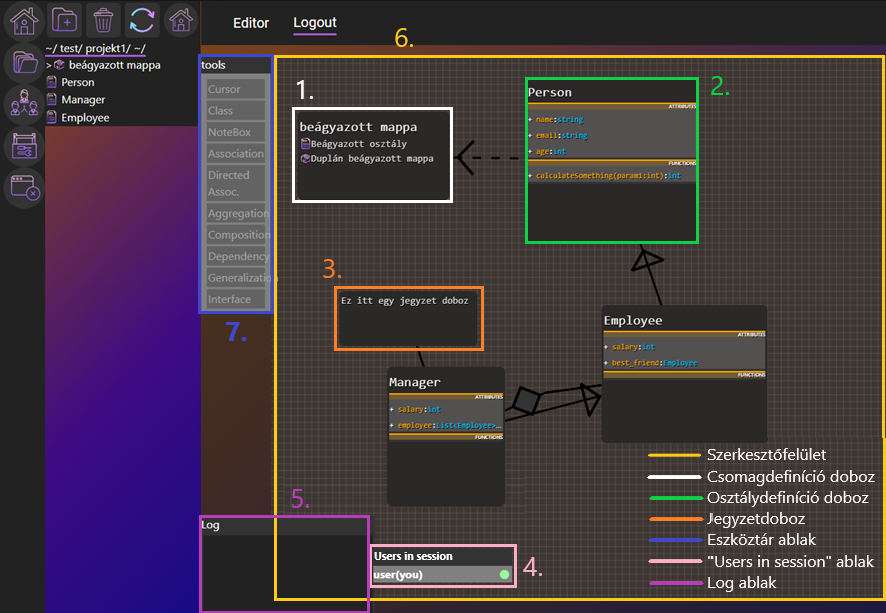 Editor
Logout
~/ test/ projekt1/ ~/
> beágyazott mappa
Person
Manager
Employee
6.
tools
Cursor
Class
NoteBox
Association
Directed
Assoc.
Aggregation
Composition
Dependency
Generalizatio
Interface
7.
1.
beágyazott mappa
Beágyazott osztály
Duplán beágyazott mappa
2.
Person
ATTRIBUTES
+ name:string
+ email:string
+ age:int
FUNCTIONS
+ calculateSomething(param1:int):int
3.
Ez itt egy jegyzet doboz
Manager
ATTRIBUTES
+ salary:int
+ employee:List<Employee>...
FUNCTIONS
Employee
ATTRIBUTES
+ salary:int
+ best_friend:Employee
FUNCTIONS
5.
Log
Users in session
user(you)
4.
Szerkesztőfelület
Csomagdefiníció doboz
Osztálydefiníció doboz
Jegyzetdoboz
Eszköztár ablak
"Users in session" ablak
Log ablak